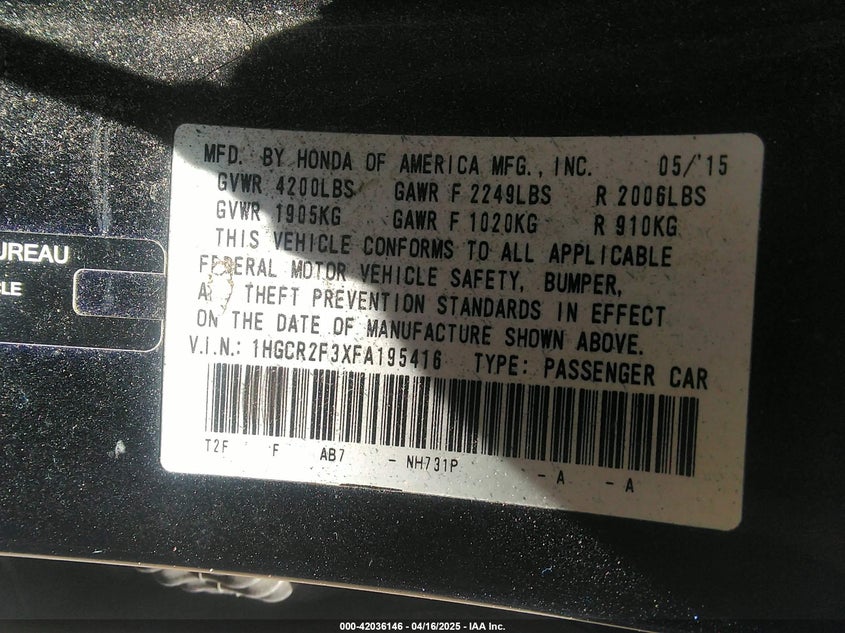 MFD. BY HONDA OF AMERICA MFG., INC. 05/'15
GVWR 4200LBS GAWR F 2249LBS R 2006LBS
GVWR 1905KG GAWR F 1020KG R 910KG
THIS VEHICLE CONFORMS TO ALL APPLICABLE
FEDERAL MOTOR VEHICLE SAFETY, BUMPER,
AND THEFT PREVENTION STANDARDS IN EFFECT
ON THE DATE OF MANUFACTURE SHOWN ABOVE.
V.I.N.: 1HGCR2F3XFA195416 TYPE: PASSENGER CAR
T2F F AB7 - NH731P - A - A
UREAU
CLE
000-42036146 - 04/16/2025 - IAA Inc.